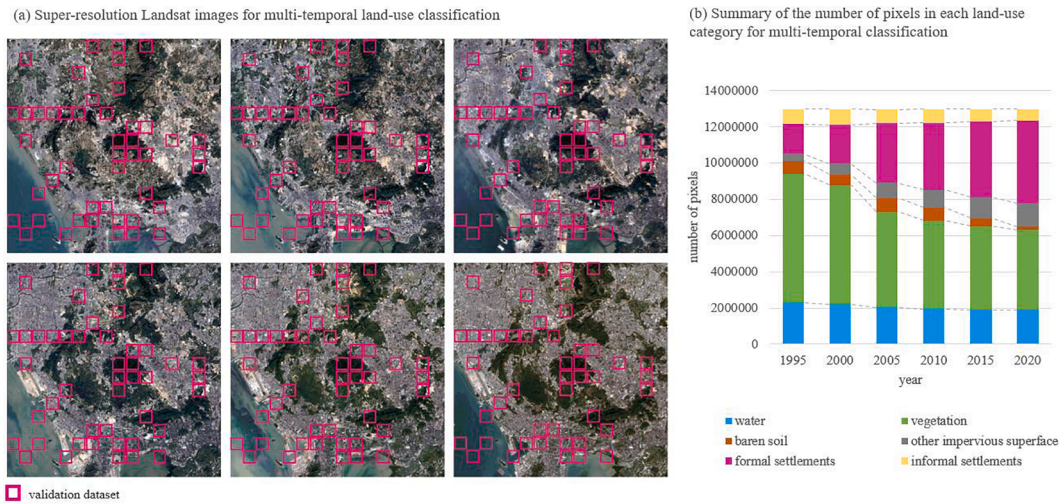 (a) Super-resolution Landsat images for multi-temporal land-use classification
validation dataset
(b) Summary of the number of pixels in each land-use
category for multi-temporal classification
number of pixels
14000000
12000000
10000000
8000000
6000000
4000000
2000000
0
1995 2000 2005 2010 2015 2020
year
water vegetation
baren soil other impervious superface
formal settlements informal settlements